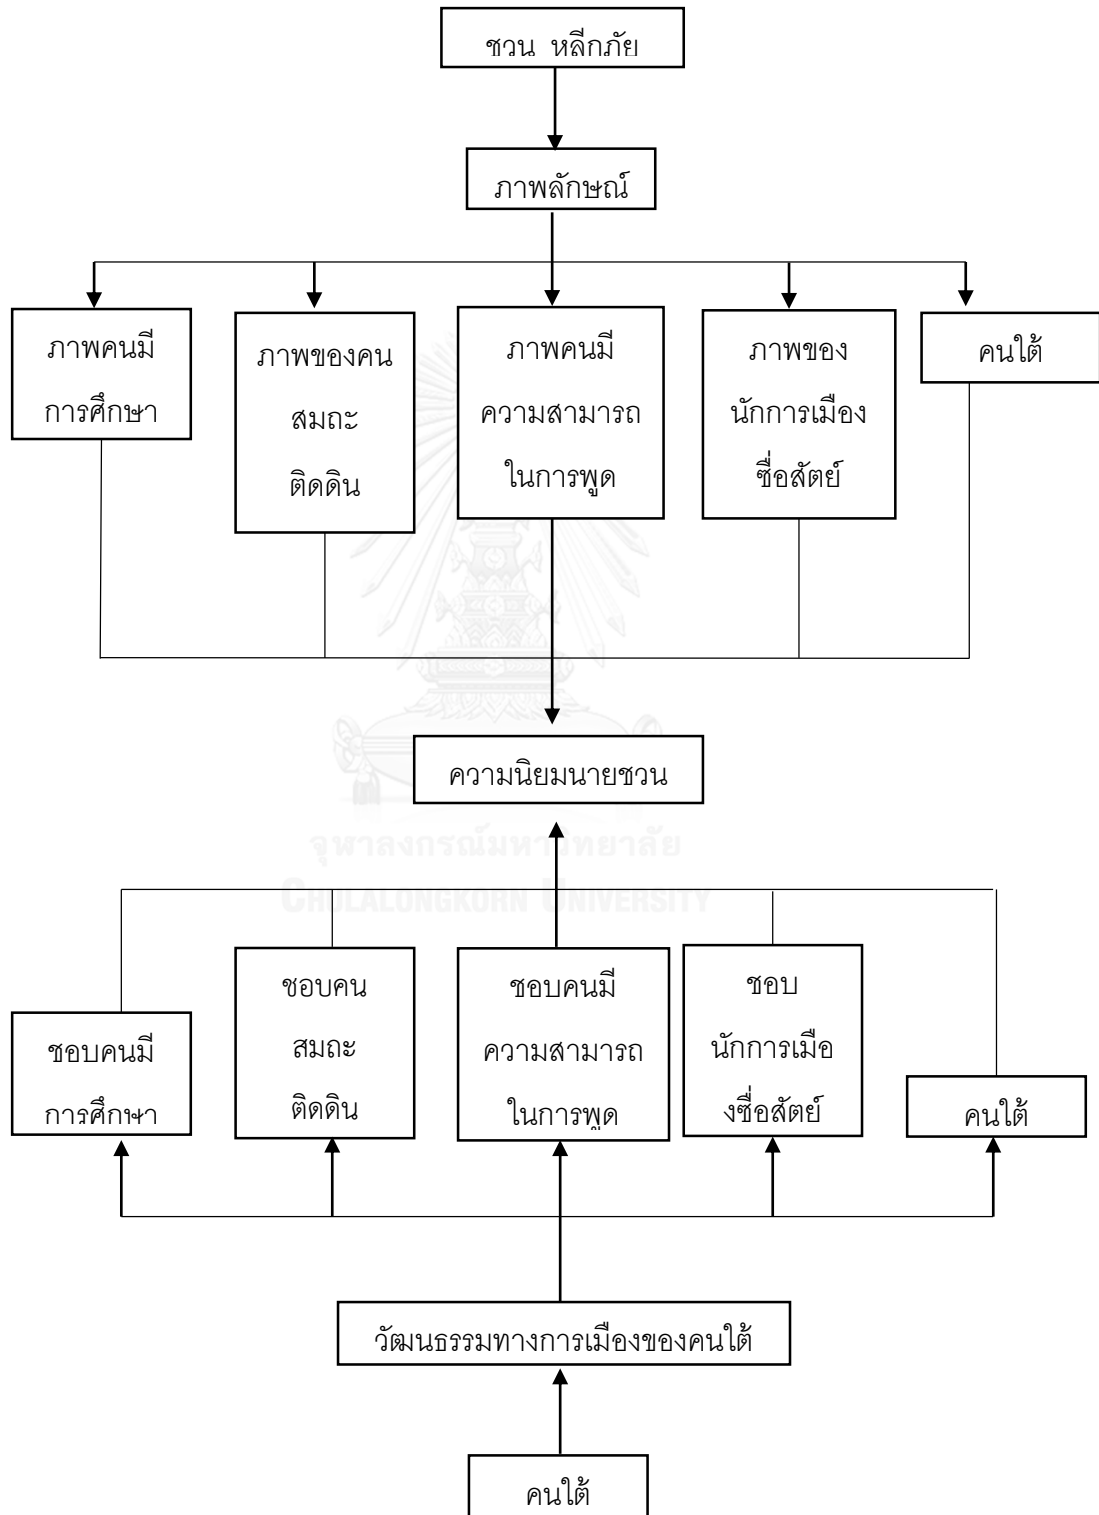 ชวน หลีกภัย
ภาพลักษณ์
ภาพคนมี
การศึกษา
ภาพของคน
สมถะ
ติดดิน
ภาพคนมี
ความสามารถ
ในการพูด
ภาพของ
นักการเมือง
ซื่อสัตย์
คนใต้
ความนิยมนายชวน
จุฬาลงกรณ์มหาวิทยาลัย
CHULALONGKORN UNIVERSITY
ชอบคนมี
การศึกษา
ชอบคน
สมถะ
ติดดิน
ชอบคนมี
ความสามารถ
ในการพูด
ชอบ
นักการเมือ
งซื่อสัตย์
คนใต้
วัฒนธรรมทางการเมืองของคนใต้
คนใต้